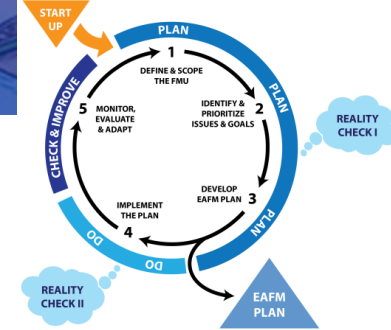 START
UP
PLAN
1
DEFINE & SCOPE
THE FMU
PLAN
2
IDENTIFY &
PRIORITIZE
ISSUES & GOALS
REALITY
CHECK I
3
DEVELOP
EAFM PLAN
PLAN
EAFM
PLAN
4
IMPLEMENT
THE PLAN
DO
DO
REALITY
CHECK II
5
MONITOR,
EVALUATE
& ADAPT
CHECK & IMPROVE